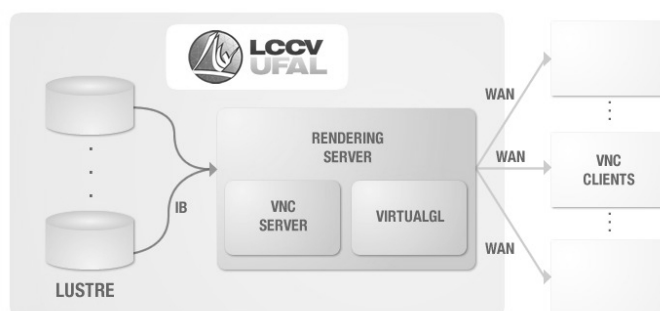 LCCV
UFAL
WAN
RENDERING
SERVER
WAN
VNC
CLIENTS
IB
VNC
SERVER
VIRTUALGL
WAN
LUSTRE